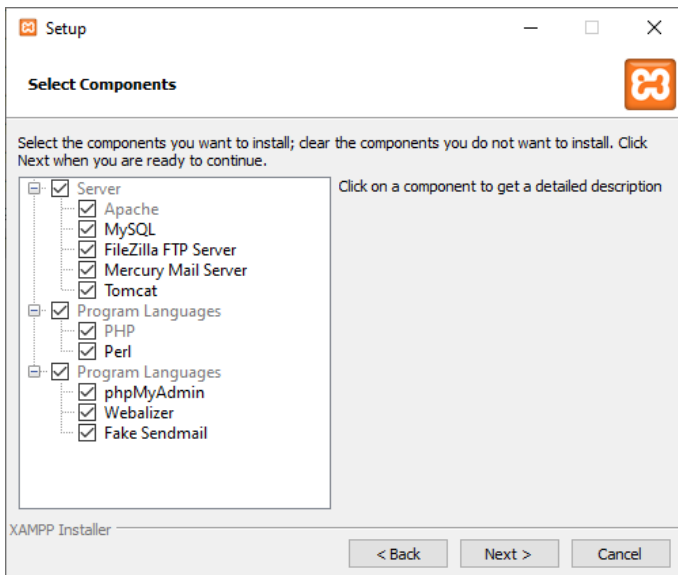 Setup
Select Components
Select the components you want to install; clear the components you do not want to install. Click
Next when you are ready to continue.
Click on a component to get a detailed description
Server
Apache
MySQL
FileZilla FTP Server
Mercury Mail Server
Tomcat
Program Languages
PHP
Perl
Program Languages
phpMyAdmin
Webalizer
Fake Sendmail
XAMPP Installer
< Back
Next >
Cancel